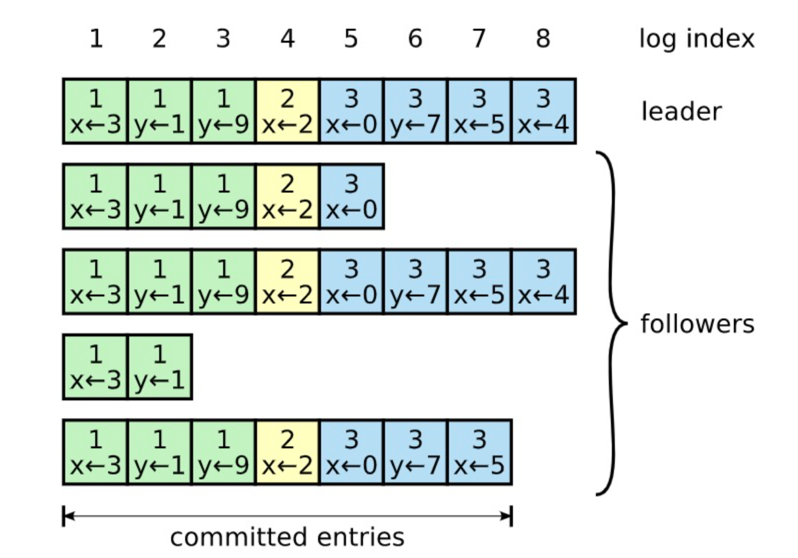 1 2 3 4 5 6 7 8 log index
1 1 1 2 3 3 3 3
x←3 y←1 y←9 x←2 x←0 y←7 x←5 x←4
leader
1 1 1 2 3
x←3 y←1 y←9 x←2 x←0
1 1 1 2 3 3 3 3
x←3 y←1 y←9 x←2 x←0 y←7 x←5 x←4
followers
1 1
x←3 y←1
1 1 1 2 3 3 3
x←3 y←1 y←9 x←2 x←0 y←7 x←5
committed entries